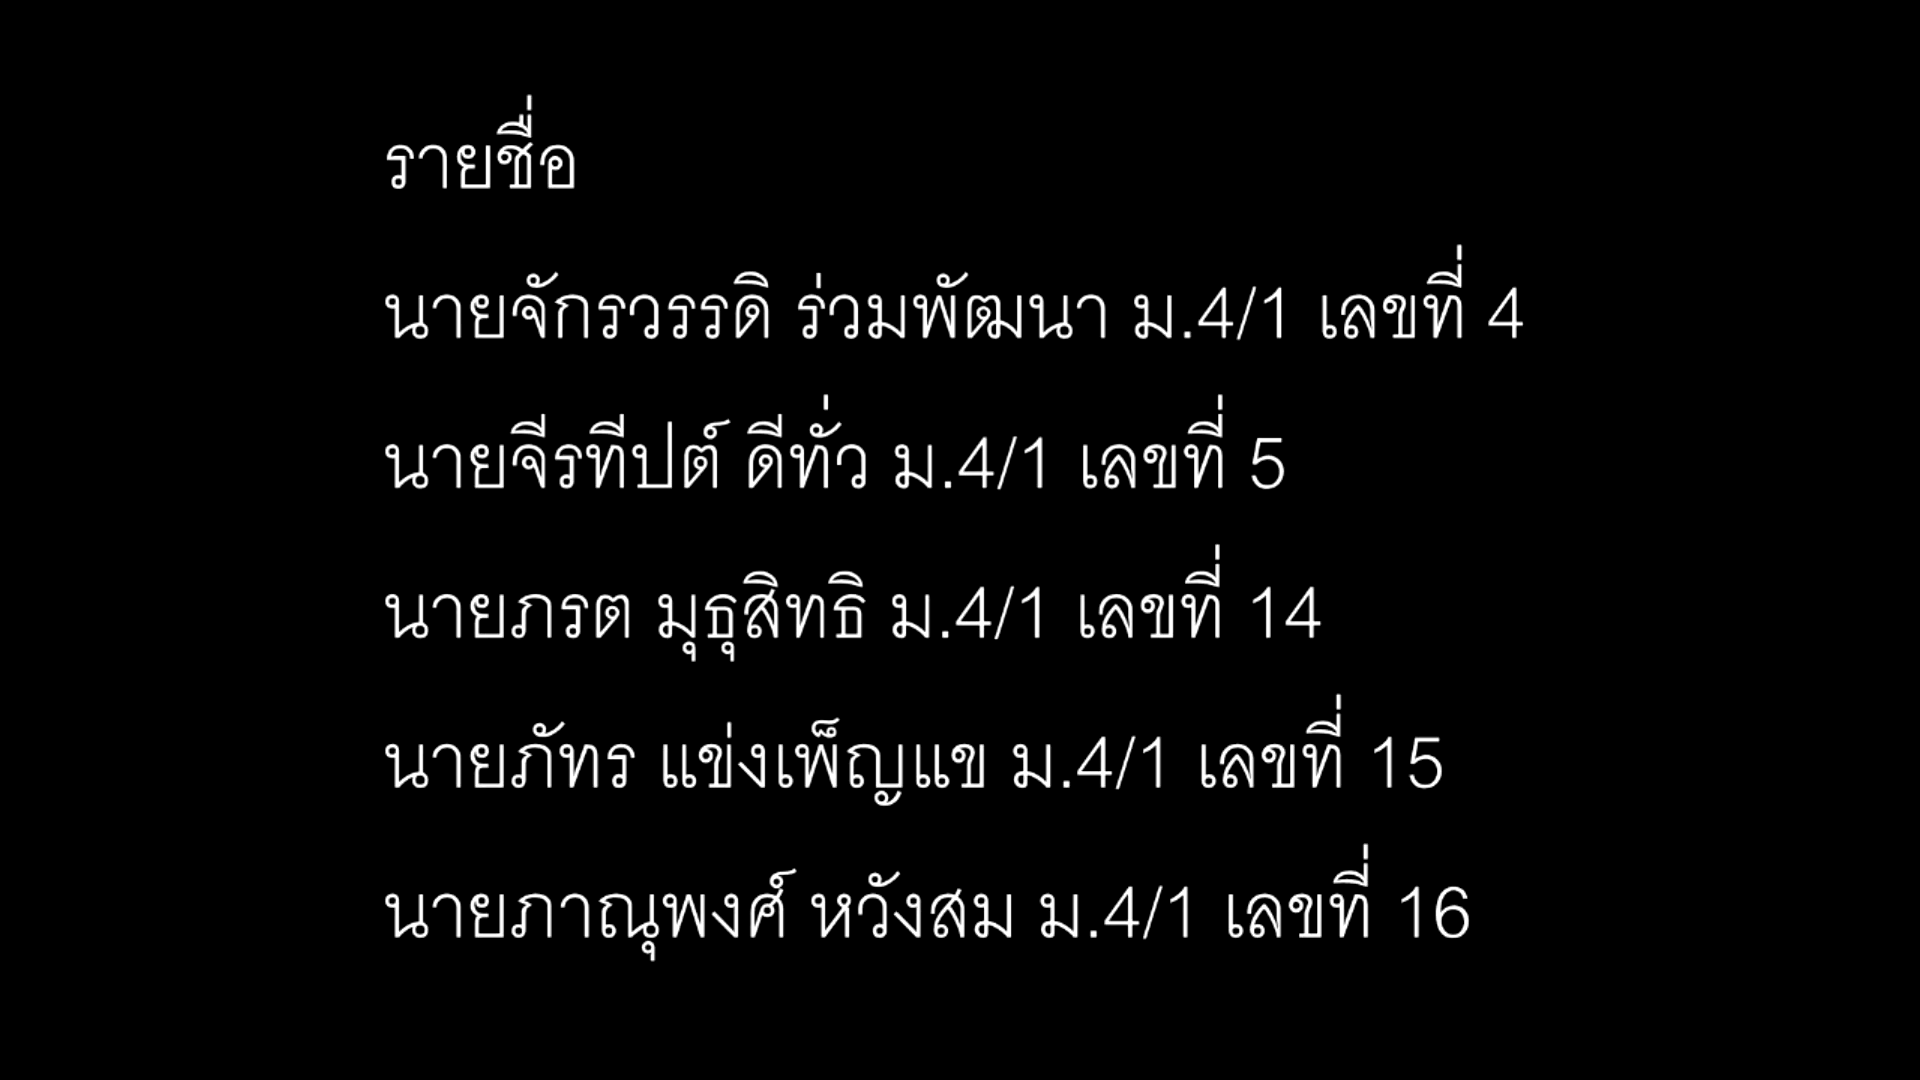 รายชื่อ
นายจักรวรรดิ ร่วมพัฒนา ม.4/1 เลขที่ 4
นายจีรทีปต์ ดีทั่ว ม.4/1 เลขที่ 5
นายภรต มุธุสิทธิ ม.4/1 เลขที่ 14
นายภัทร แข่งเพ็ญแข ม.4/1 เลขที่ 15
นายภาณุพงศ์ หวังสม ม.4/1 เลขที่ 16